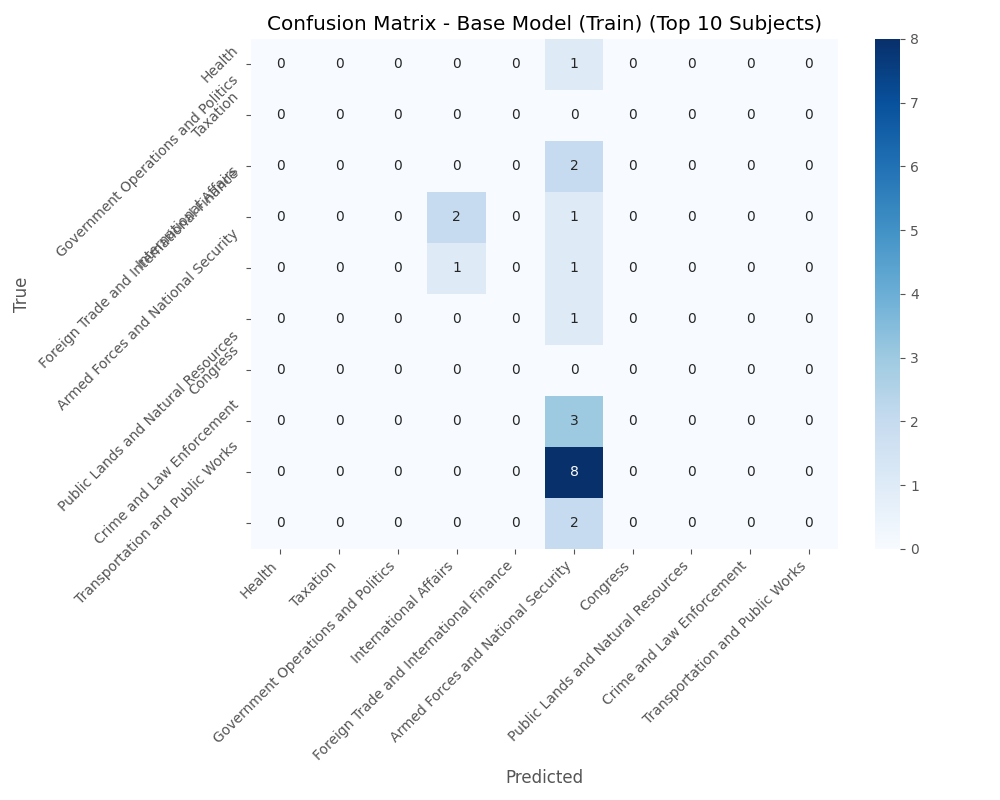 Confusion Matrix - Base Model (Train) (Top 10 Subjects)
True
Health
Taxation
Government Operations and Politics
International Affairs
Foreign Trade and International Finance
Armed Forces and National Security
Congress
Public Lands and Natural Resources
Crime and Law Enforcement
Transportation and Public Works
0 0 0 0 0 1 0 0 0 0
0 0 0 0 0 0 0 0 0 0
0 0 0 0 0 2 0 0 0 0
0 0 0 2 0 1 0 0 0 0
0 0 0 1 0 1 0 0 0 0
0 0 0 0 0 1 0 0 0 0
0 0 0 0 0 0 0 0 0 0
0 0 0 0 0 3 0 0 0 0
0 0 0 0 0 8 0 0 0 0
0 0 0 0 0 2 0 0 0 0
Health
Taxation
Government Operations and Politics
International Affairs
Foreign Trade and International Finance
Armed Forces and National Security
Congress
Public Lands and Natural Resources
Crime and Law Enforcement
Transportation and Public Works
Predicted
8
7
6
5
4
3
2
1
0